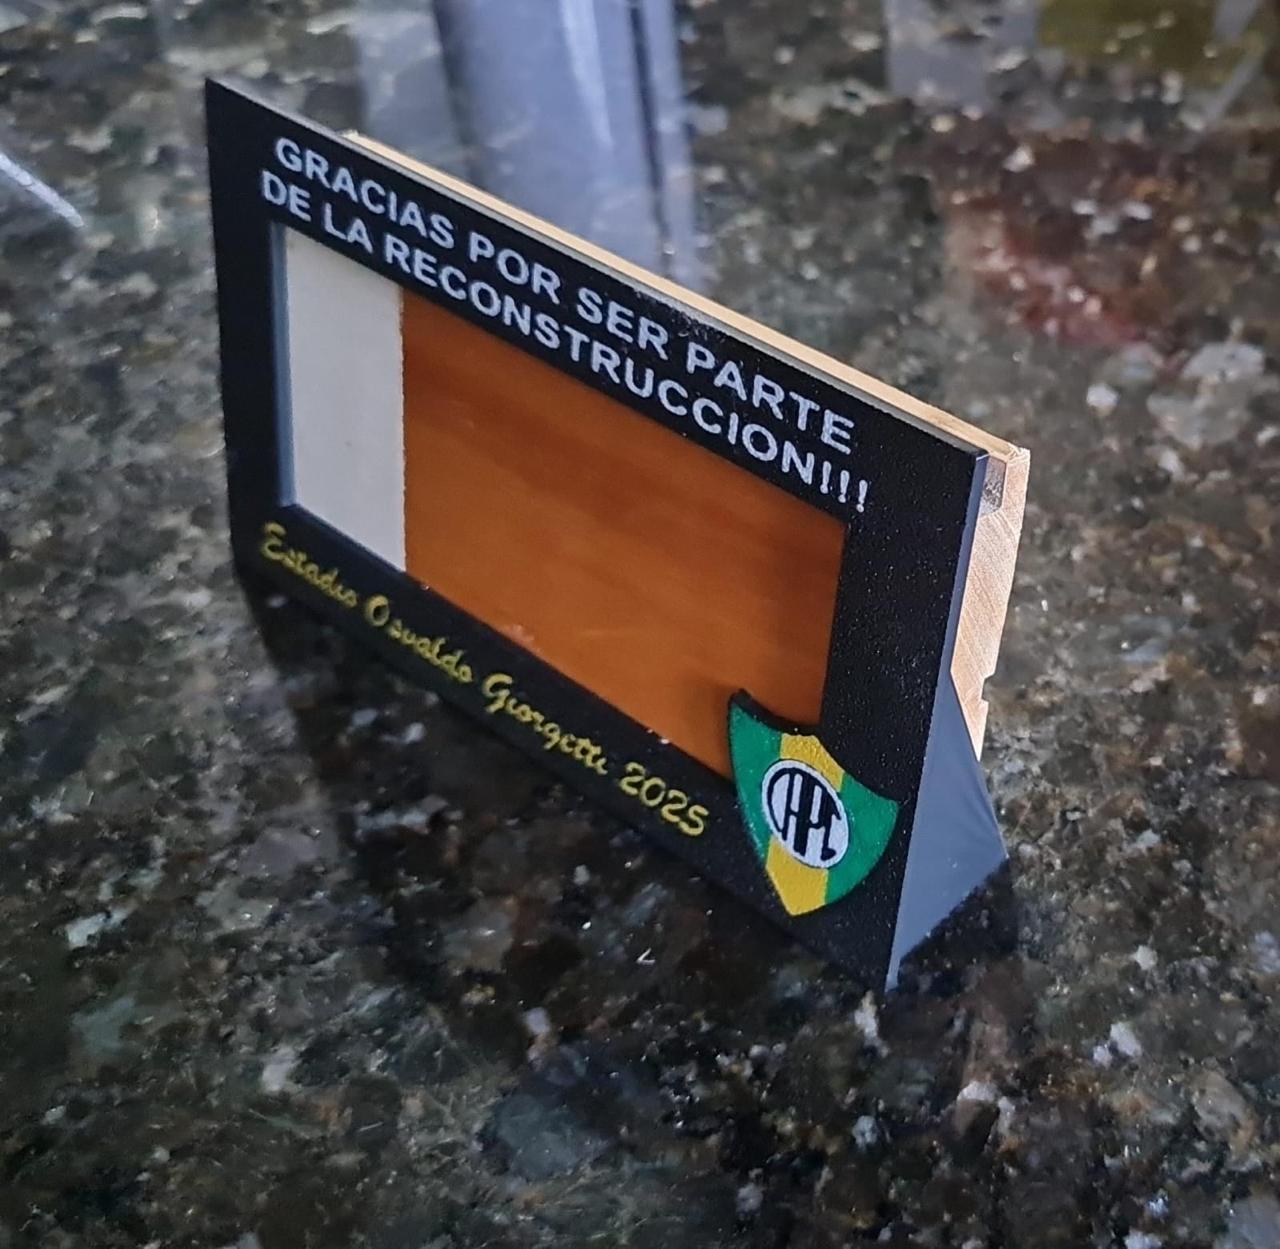 GRACIAS POR SER PARTE
DE LA RECONSTRUCCION!!!
Estadio Osvaldo Giorgetti 2025